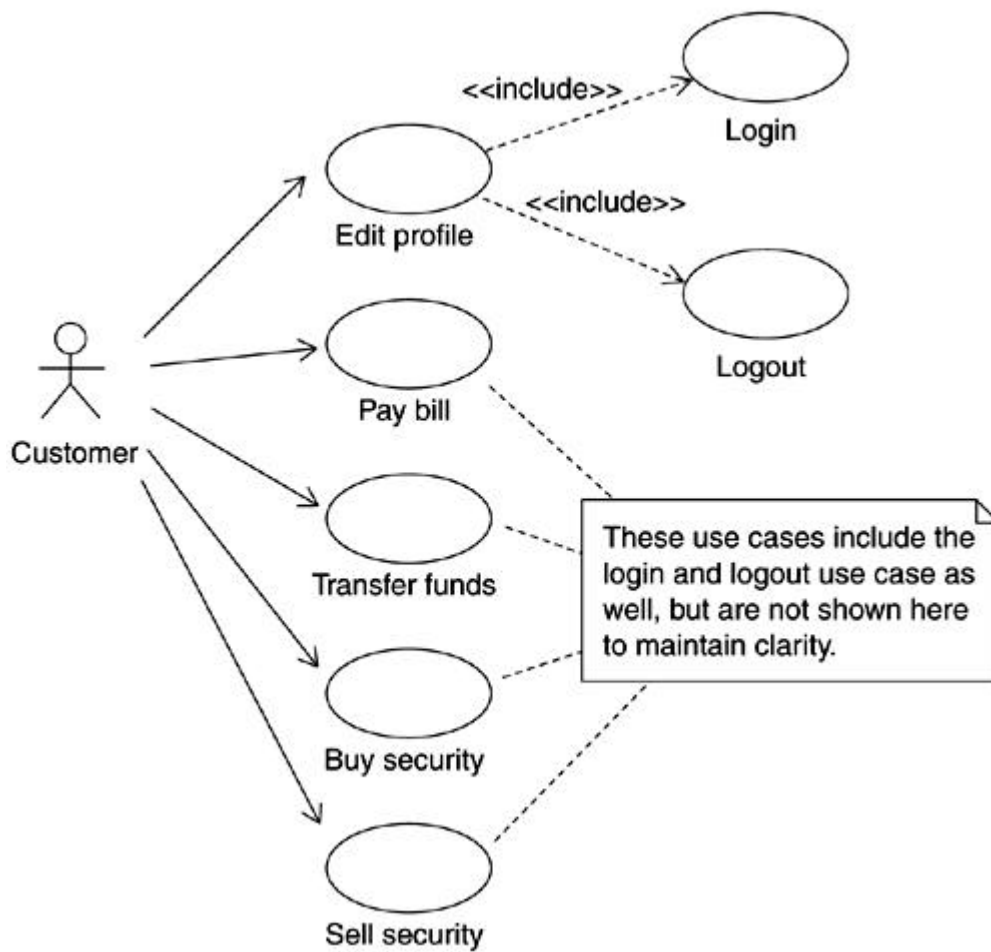 <<include>>
Login
<<include>>
Edit profile
Logout
Pay bill
Customer
These use cases include the
login and logout use case as
well, but are not shown here
to maintain clarity.
Transfer funds
Buy security
Sell security